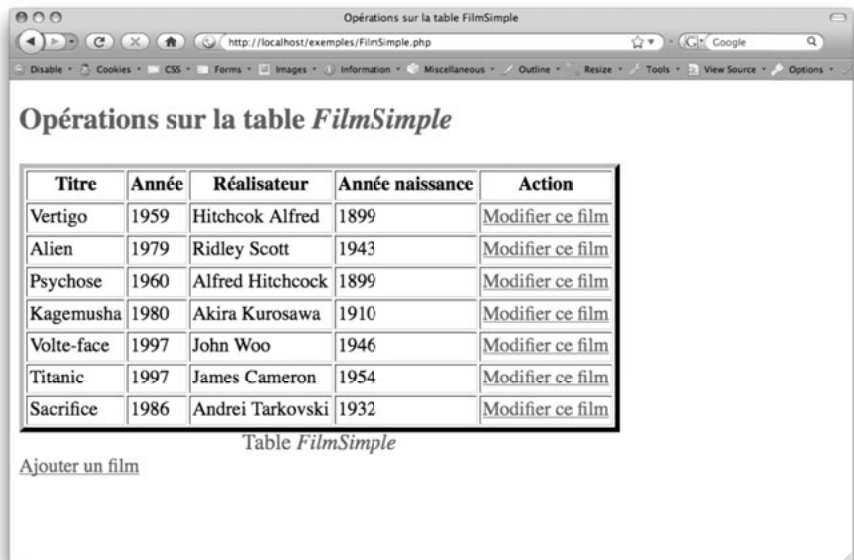 Opérations sur la table FilmSimple
http://localhost/exemples/FilmSimple.php
Google
Disable Cookies CSS Forms Images Information Miscellaneous Outline Resize Tools View Source Options
Opérations sur la table FilmSimple
Titre Année Réalisateur Année naissance Action
Vertigo 1959 Hitchcok Alfred 1899 Modifier ce film
Alien 1979 Ridley Scott 1943 Modifier ce film
Psychose 1960 Alfred Hitchcock 1899 Modifier ce film
Kagemusha 1980 Akira Kurosawa 1910 Modifier ce film
Volte-face 1997 John Woo 1946 Modifier ce film
Titanic 1997 James Cameron 1954 Modifier ce film
Sacrifice 1986 Andrei Tarkovski 1932 Modifier ce film
Table FilmSimple
Ajouter un film